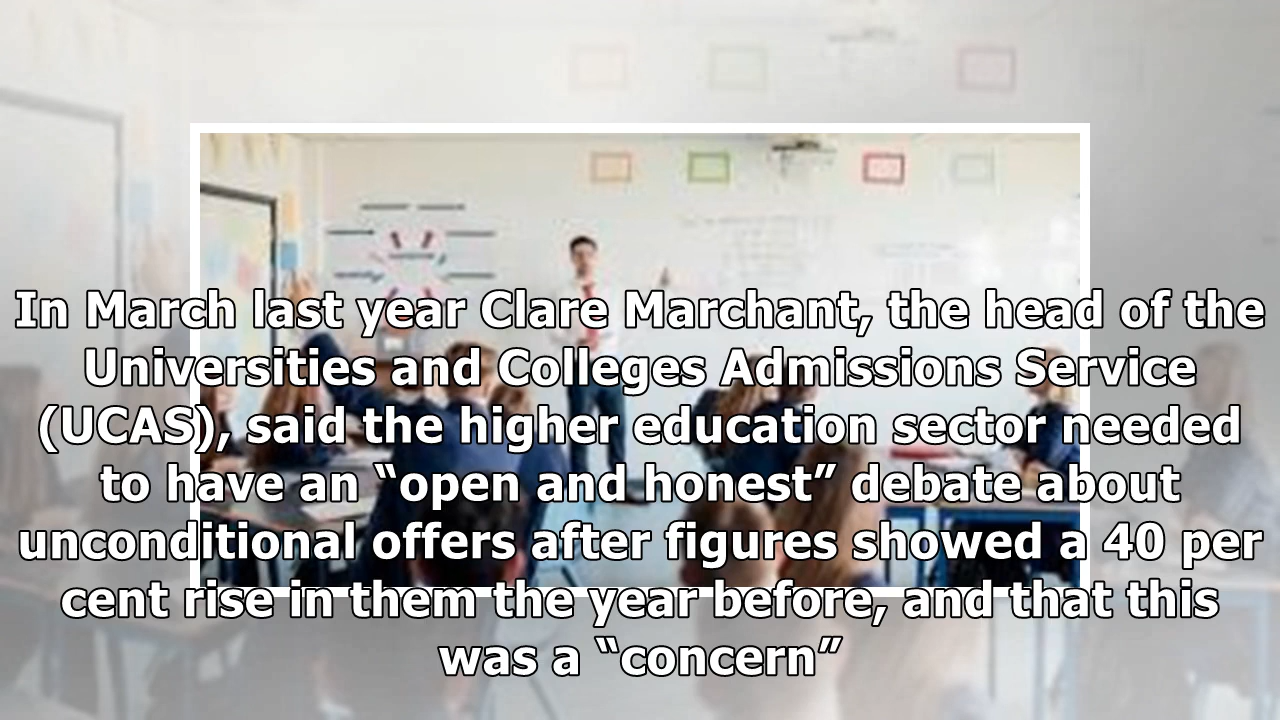 In March last year Clare Marchant, the head of the
Universities and Colleges Admissions Service
(UCAS), said the higher education sector needed
to have an “open and honest” debate about
unconditional offers after figures showed a 40 per
cent rise in them the year before, and that this
was a “concern”